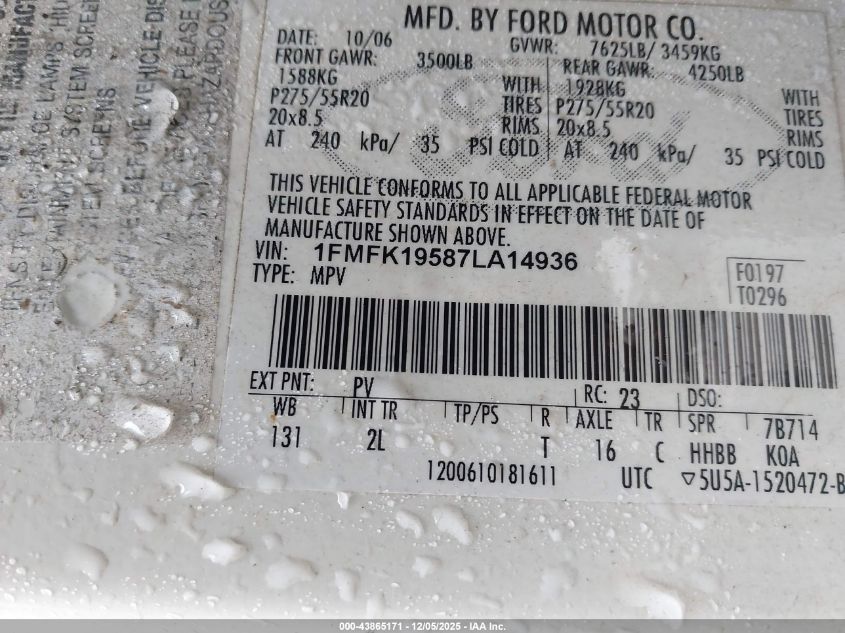 MFD. BY FORD MOTOR CO.
DATE: 10/06 GVWR: 7625LB/ 3459KG
FRONT GAWR: 3500LB REAR GAWR: 4250LB
1588KG WITH 1928KG WITH
P275/55R20 TIRES P275/55R20 TIRES
20x8.5 RIMS 20x8.5 RIMS
AT 240 kPa/ 35 PSI COLD AT 240 kPa/ 35 PSI COLD
THIS VEHICLE CONFORMS TO ALL APPLICABLE FEDERAL MOTOR
VEHICLE SAFETY STANDARDS IN EFFECT ON THE DATE OF
MANUFACTURE SHOWN ABOVE.
VIN: 1FMFK19587LA14936
TYPE: MPV
F0197
T0296
EXT PNT: PV RC: 23 DSO:
WB INT TR TP/PS R AXLE TR SPR 7B714
131 2L T 16 C HHBB KOA
1200610181611 UTC ▽5U5A-1520472-B
000-43865171 - 12/05/2025 - IAA Inc.